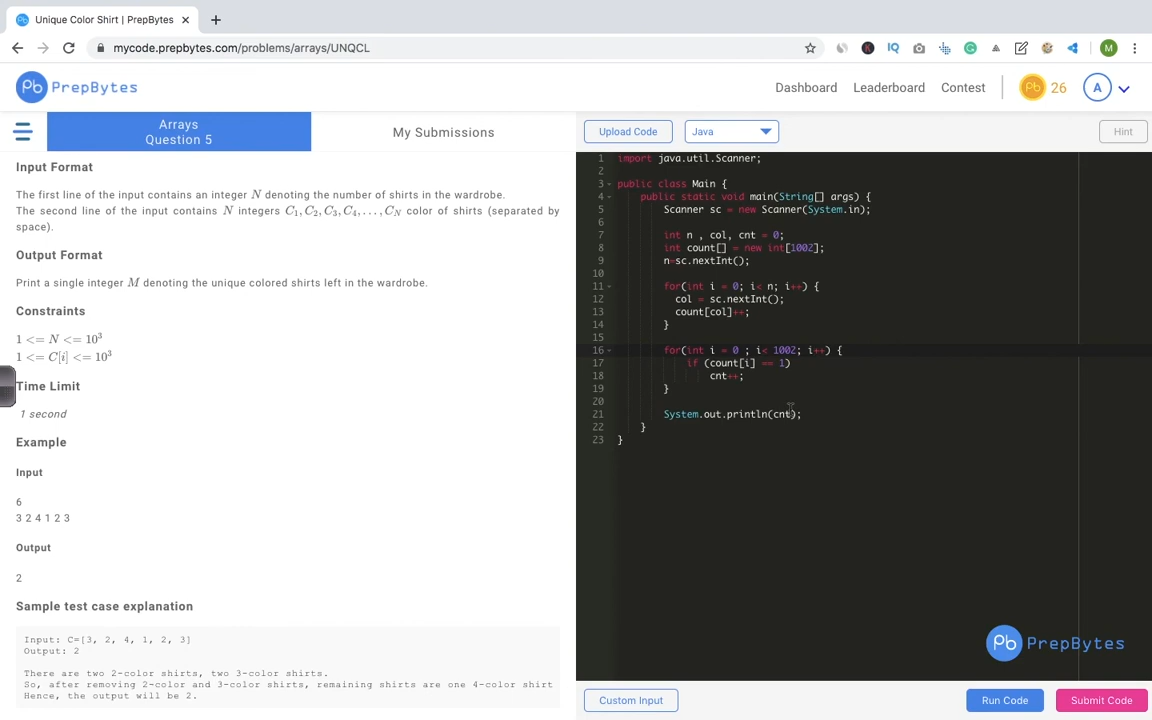 Unique Color Shirt | PrepBytes
mycode.prepbytes.com/problems/arrays/UNQCL
IQ
M
Pb PrepBytes
Dashboard Leaderboard Contest Pb 26 A
Arrays
Question 5
My Submissions
Input Format
The first line of the input contains an integer N denoting the number of shirts in the wardrobe.
The second line of the input contains N integers C1, C2, C3, C4, . . . , CN color of shirts (separated by
space).
Output Format
Print a single integer M denoting the unique colored shirts left in the wardrobe.
Constraints
1 <= N <= 10³
1 <= C[i] <= 10³
Time Limit
1 second
Example
Input
6
3 2 4 1 2 3
Output
2
Sample test case explanation
Input: C=[3, 2, 4, 1, 2, 3]
Output: 2
There are two 2-color shirts, two 3-color shirts.
So, after removing 2-color and 3-color shirts, remaining shirts are one 4-color shirt
Hence, the output will be 2.
Upload Code Java Hint
1 import java.util.Scanner;
2
3 public class Main {
4 public static void main(String[] args) {
5 Scanner sc = new Scanner(System.in);
6
7 int n , col, cnt = 0;
8 int count[] = new int[1002];
9 n=sc.nextInt();
10
11 for(int i = 0; i< n; i++) {
12 col = sc.nextInt();
13 count[col]++;
14 }
15
16 for(int i = 0 ; i< 1002; i++) {
17 if (count[i] == 1)
18 cnt++;
19 }
20
21 System.out.println(cnt);
22 }
23 }
Pb PrepBytes
Custom Input Run Code Submit Code